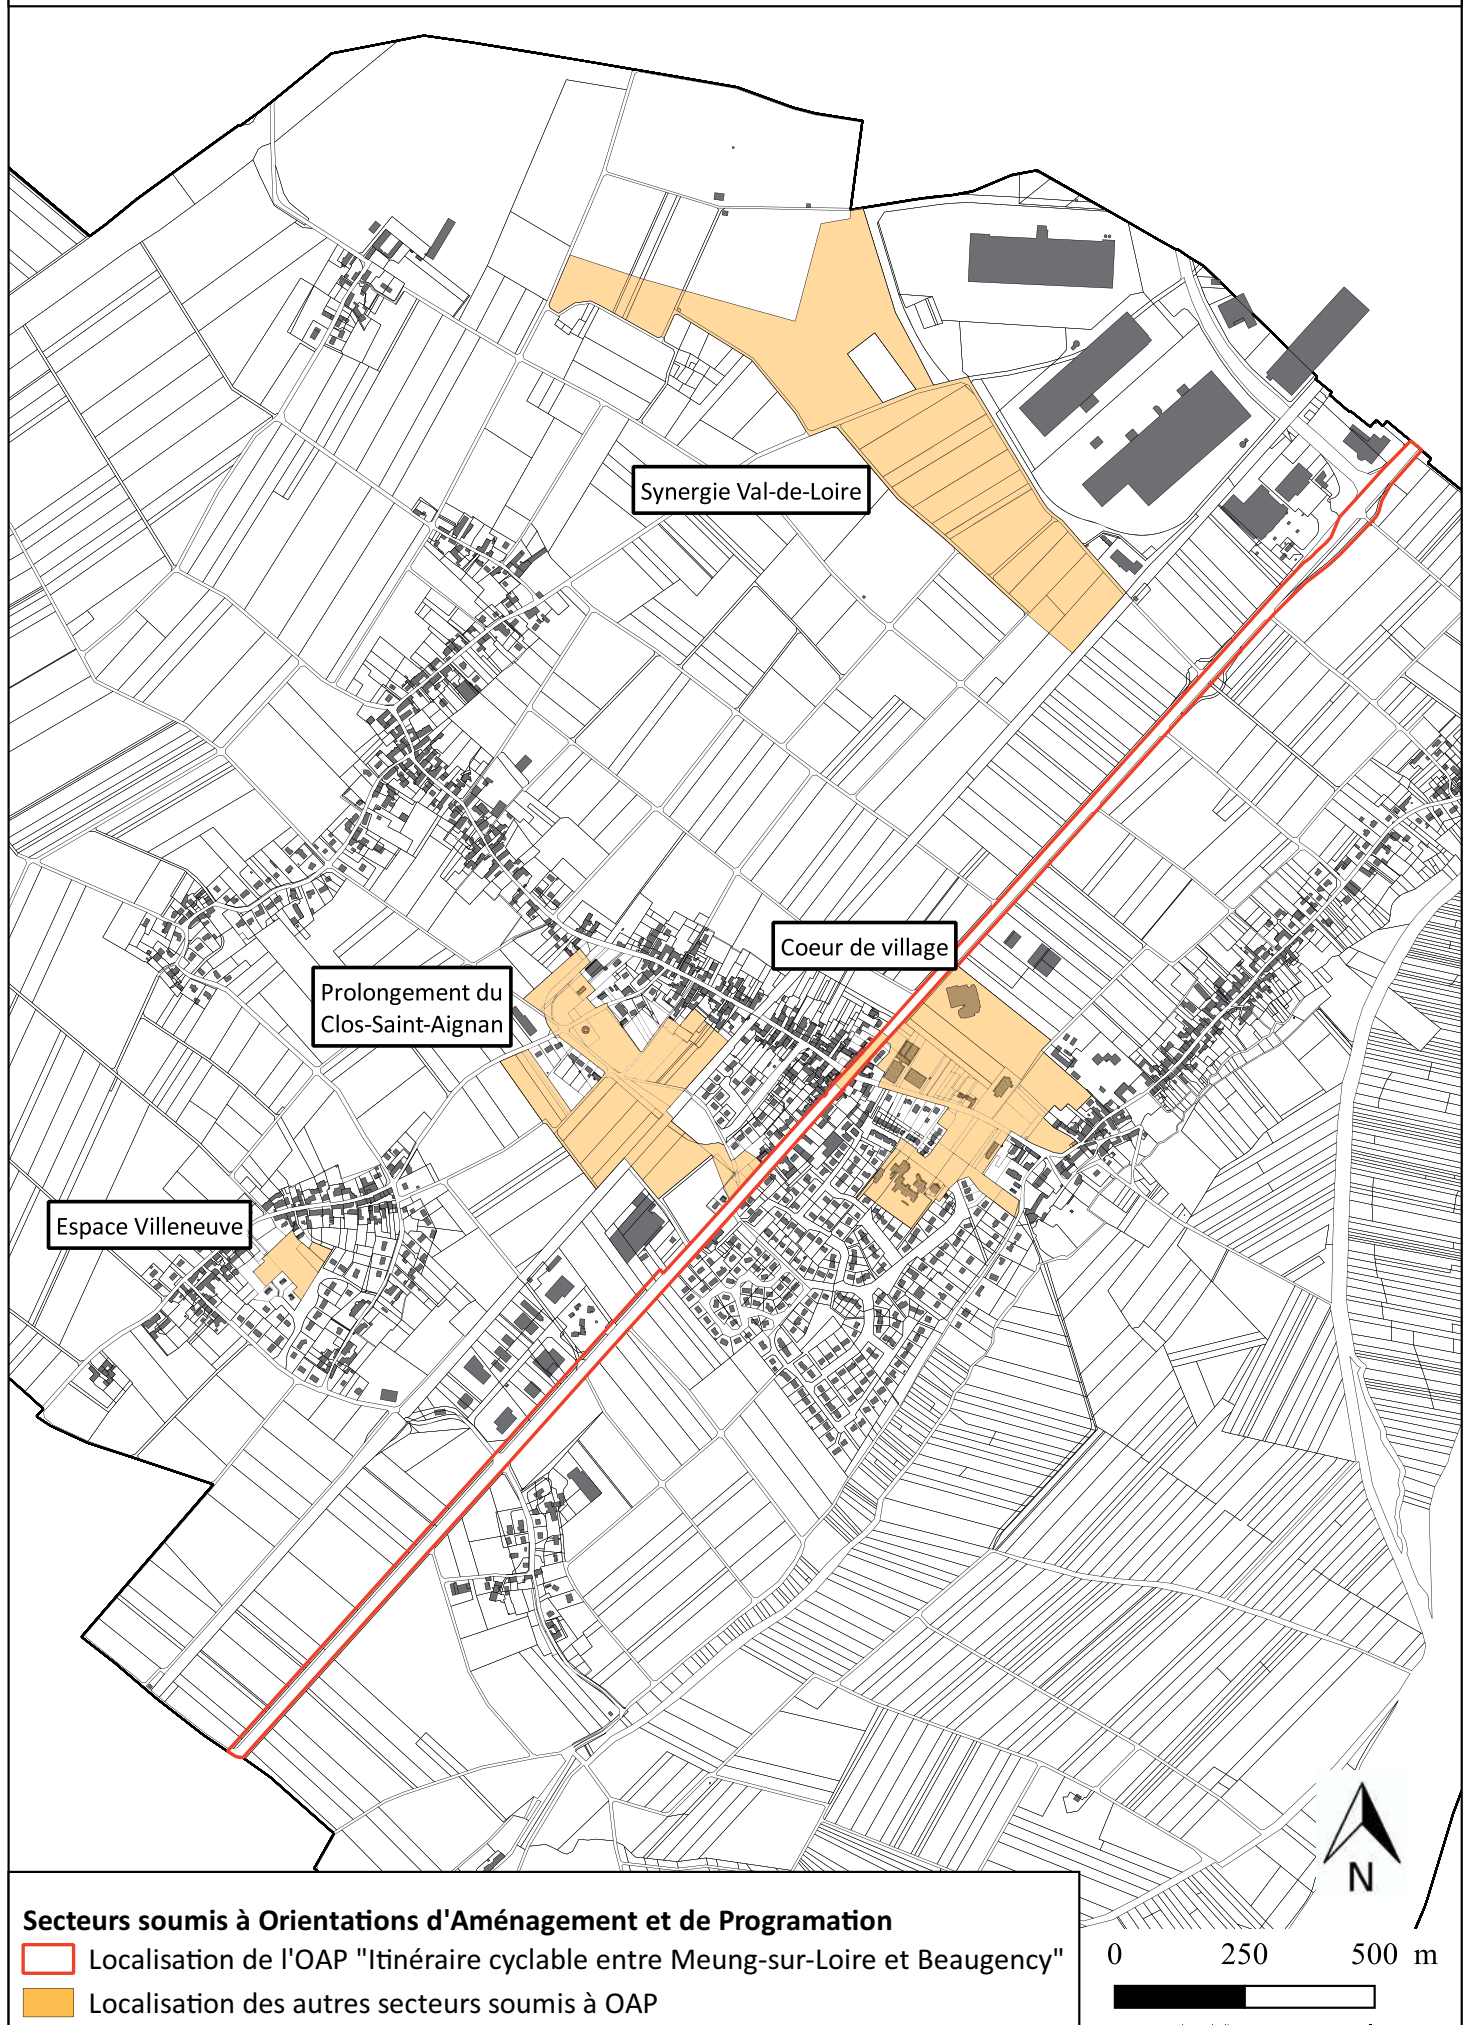 Synergie Val-de-Loire
Coeur de village
Prolongement du
Clos-Saint-Aignan
Espace Villeneuve
N
Secteurs soumis à Orientations d'Aménagement et de Programation
Localisation de l'OAP "Itinéraire cyclable entre Meung-sur-Loire et Beaugency"
Localisation des autres secteurs soumis à OAP
0 250 500 m